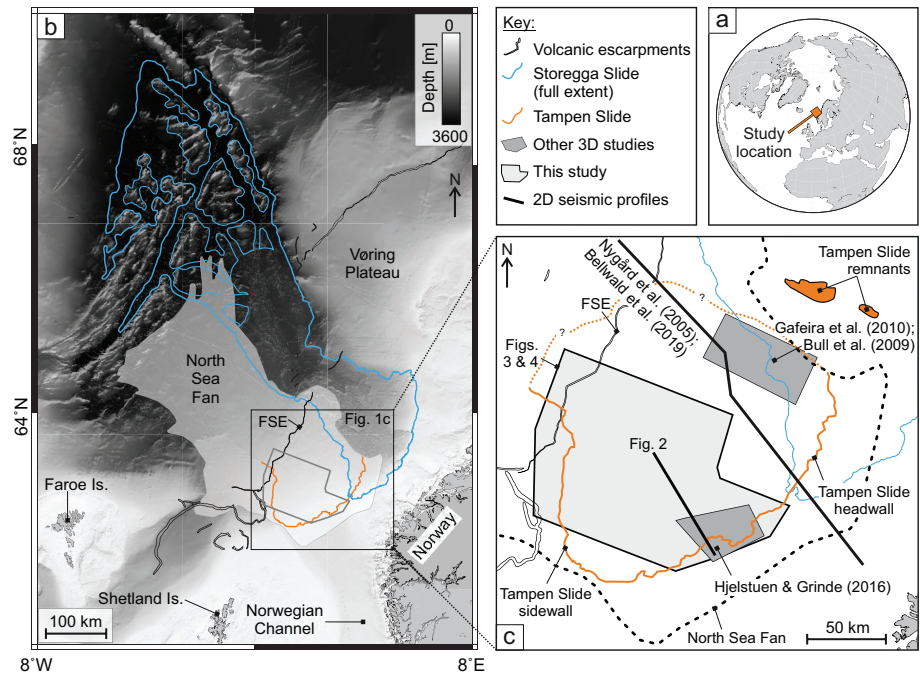 b
0
Depth [m]
3600
N
68°N
64°N
Vøring
Plateau
North
Sea
Fan
FSE
Fig. 1c
Faroe Is.
Shetland Is.
Norwegian
Channel
Norway
100 km
8°W
8°E
Key:
Volcanic escarpments
Storegga Slide
(full extent)
Tampen Slide
Other 3D studies
This study
2D seismic profiles
a
Study
location
N
Nygård et al. (2005);
Bellwald et al. (2019)
Tampen Slide
remnants
FSE
?
?
Gafeira et al. (2010);
Bull et al. (2009)
Figs.
3 & 4
Fig. 2
Tampen Slide
headwall
Tampen Slide
sidewall
Hjelstuen & Grinde (2016)
North Sea Fan
50 km
c